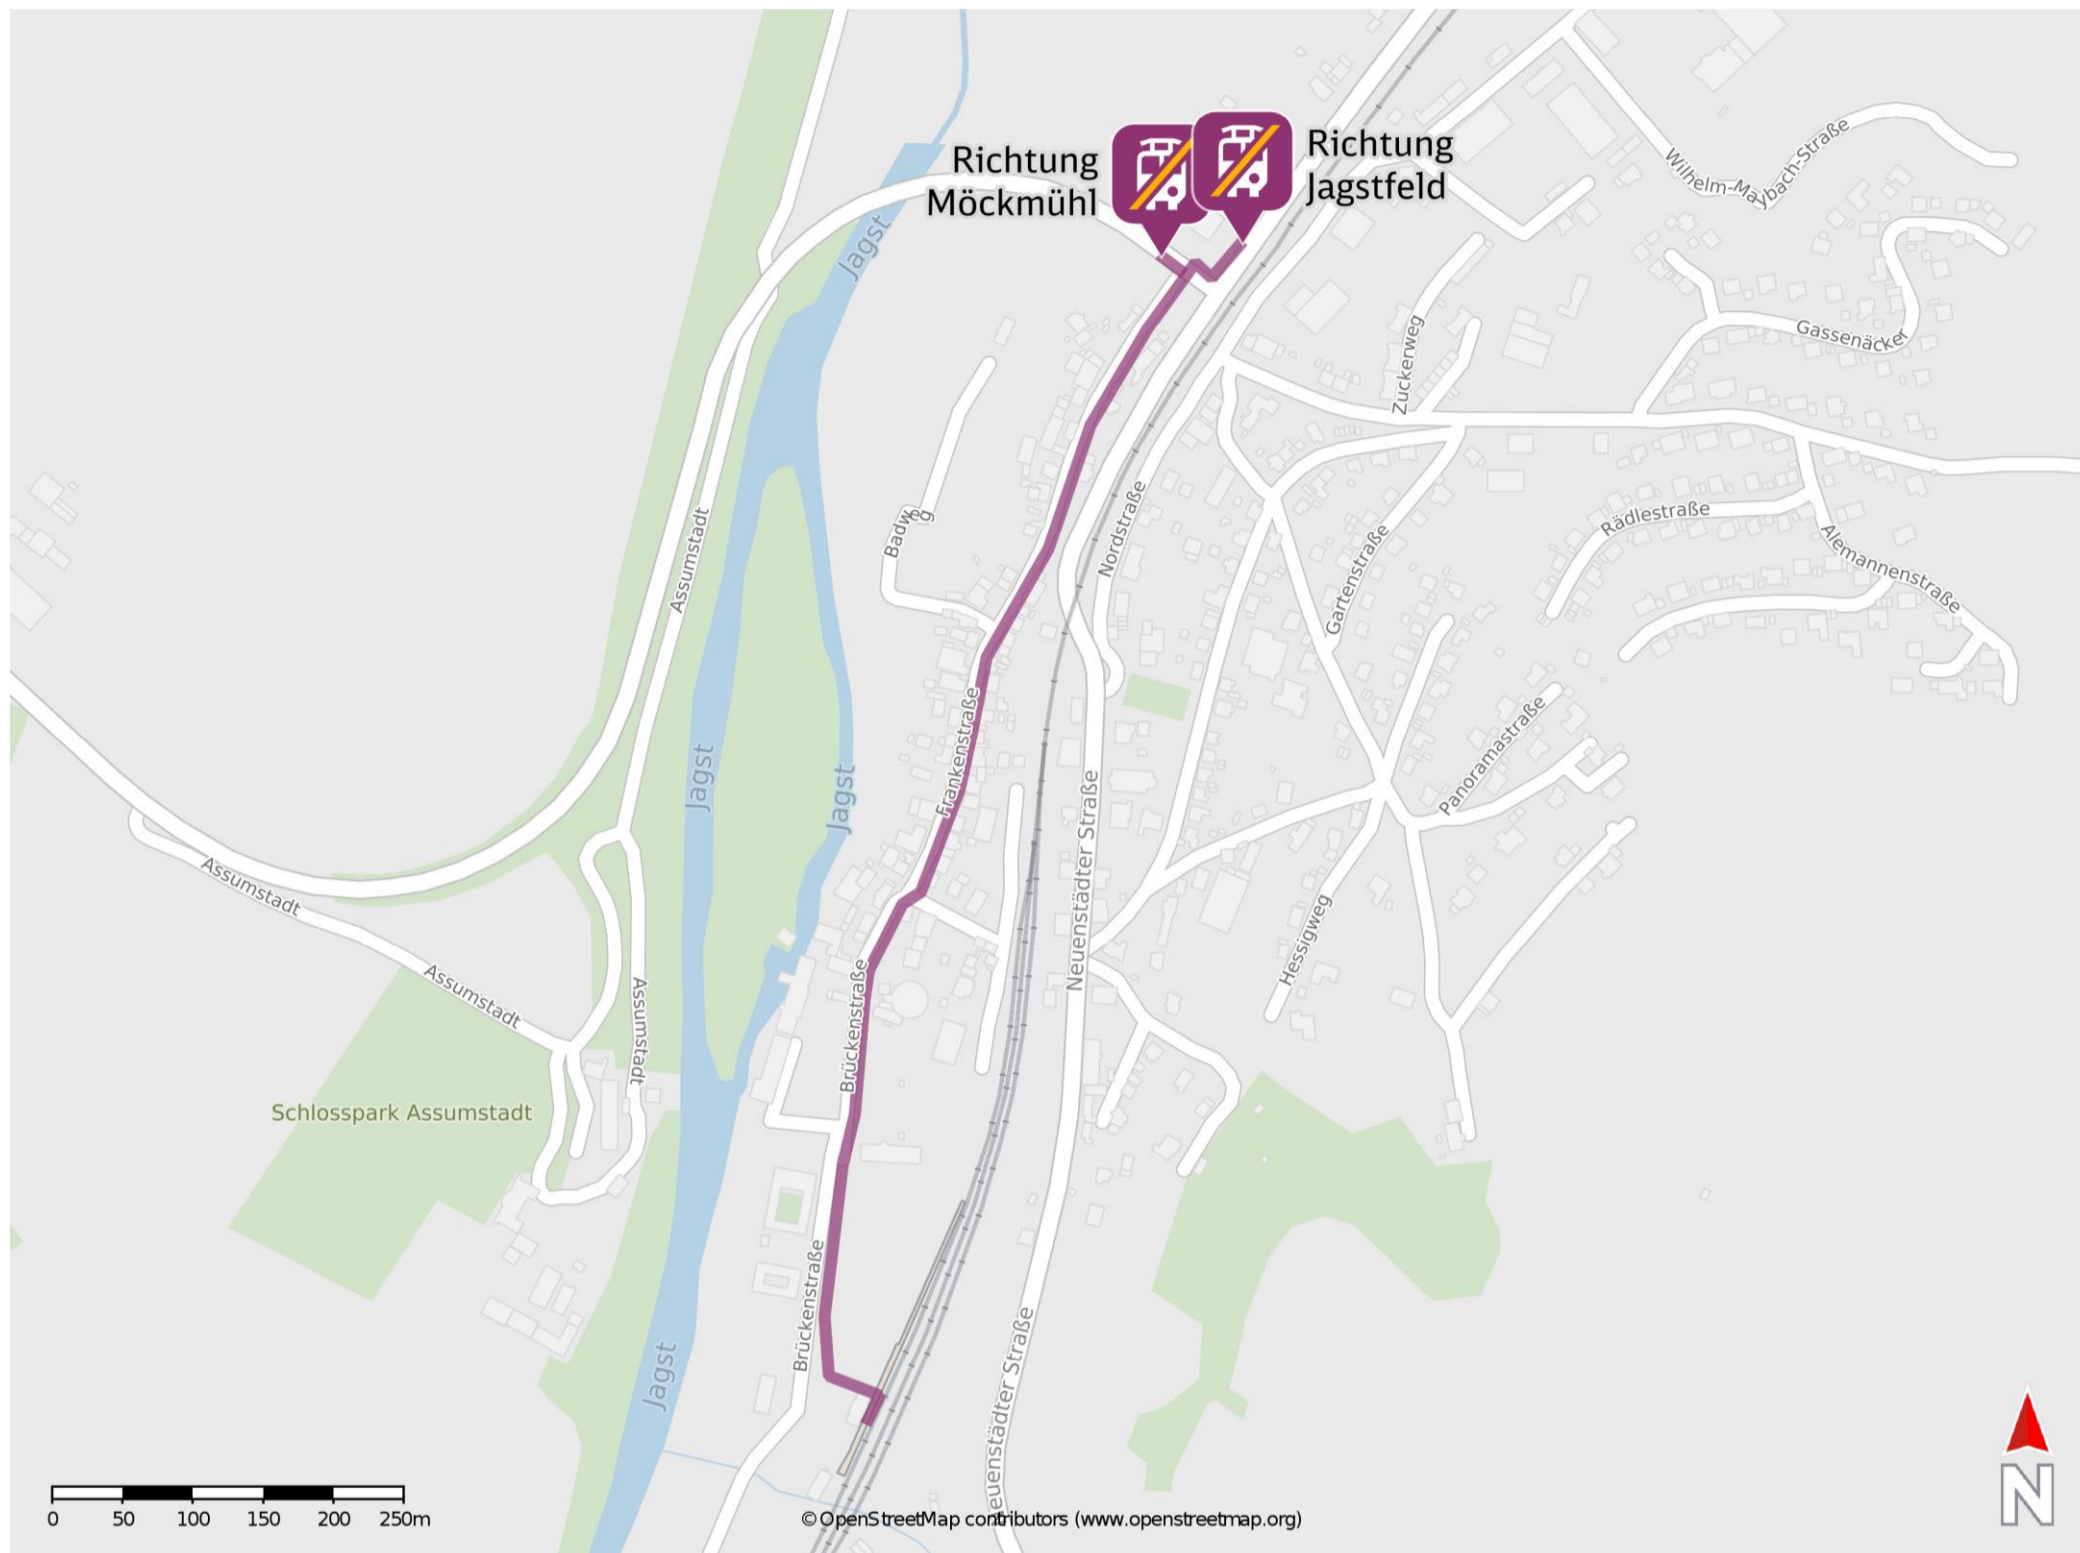 Richtung
Möckmühl
Richtung
Jagstfeld
Wilhelm-Maybach-Straße
Jagst
Gassenäcker
Zuckerweg
Assumstadt
Badweg
Nordstraße
Gartenstraße
Rädlestraße
Alemannenstraße
Jagst
Jagst
Frankenstraße
Neuenstädter Straße
Panoramastraße
Assumstadt
Assumstadt
Assumstadt
Hessigweg
Brückenstraße
Schlosspark Assumstadt
Brückenstraße
Jagst
Neuenstädter Straße
0 50 100 150 200 250m
© OpenStreetMap contributors (www.openstreetmap.org)
N